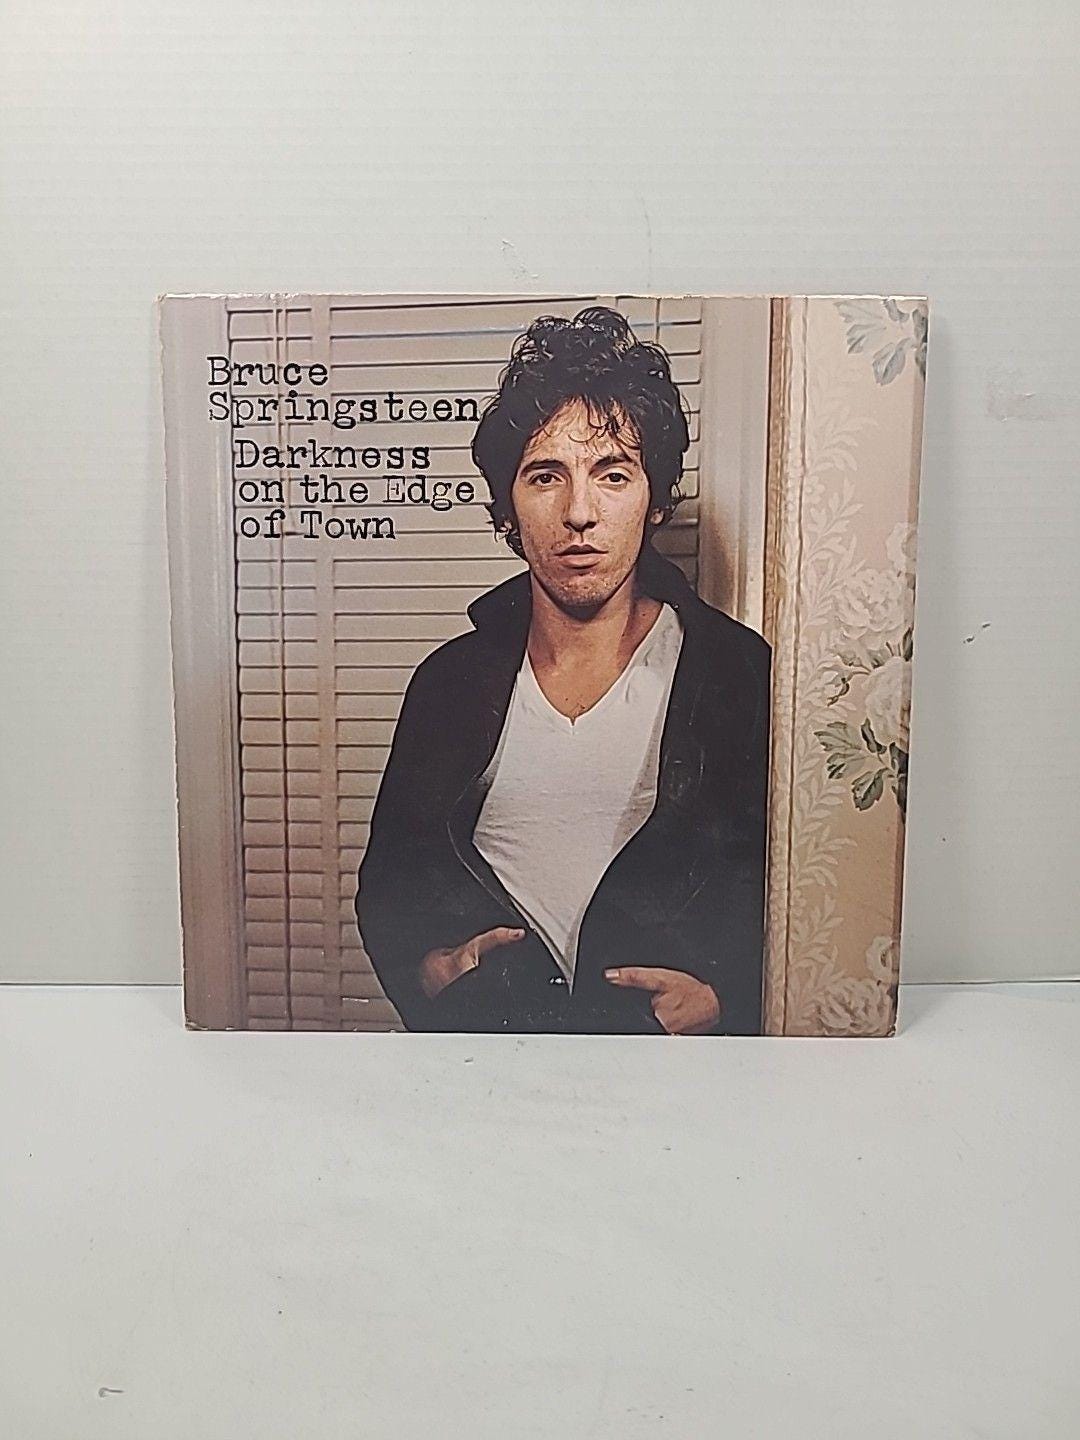 Bruce
Springsteen
Darkness
on the Edge
of Town